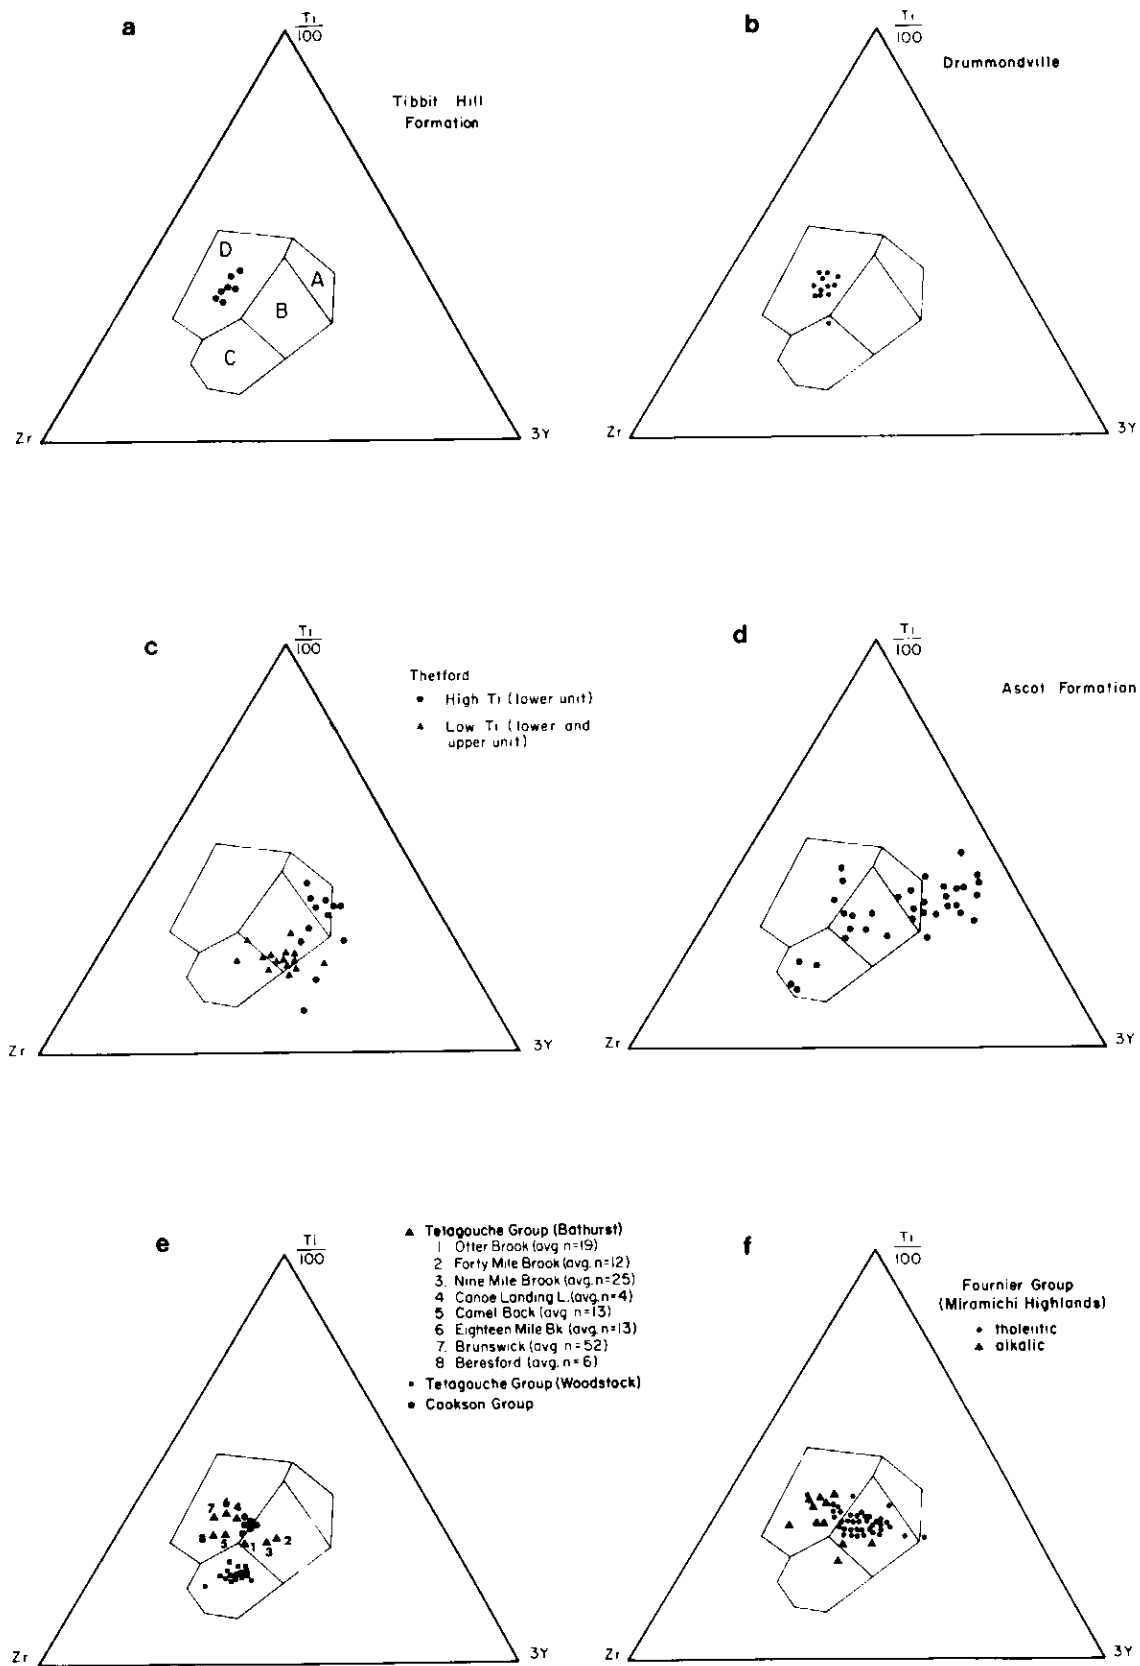 a
Ti
100
Tibbit Hill
Formation
D
A
B
C
Zr
3Y
b
Ti
100
Drummondville
Zr
3Y
c
Ti
100
Thetford
• High Ti (lower unit)
▲ Low Ti (lower and
upper unit)
Zr
3Y
d
Ti
100
Ascot Formation
Zr
3Y
e
Ti
100
▲ Tetagouche Group (Bathurst)
1 Otter Brook (avg n=19)
2 Forty Mile Brook (avg. n=12)
3. Nine Mile Brook (avg. n=25)
4 Canoe Landing L. (avg. n=4)
5 Camel Back (avg n=13)
6 Eighteen Mile Bk (avg. n=13)
7. Brunswick (avg n=52)
8 Beresford (avg. n=6)
• Tetagouche Group (Woodstock)
• Cookson Group
6 4
7
8 5 1 3 2
Zr
3Y
f
Ti
100
Fournier Group
(Miramichi Highlands)
• tholeiitic
▲ alkalic
Zr
3Y